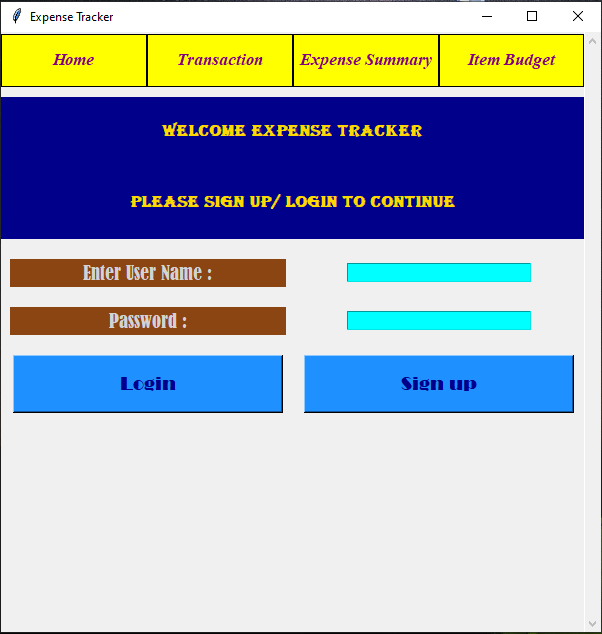 Expense Tracker
Home Transaction Expense Summary Item Budget
WELCOME EXPENSE TRACKER
PLEASE SIGN UP/ LOGIN TO CONTINUE
Enter User Name :
Password :
Login Sign up